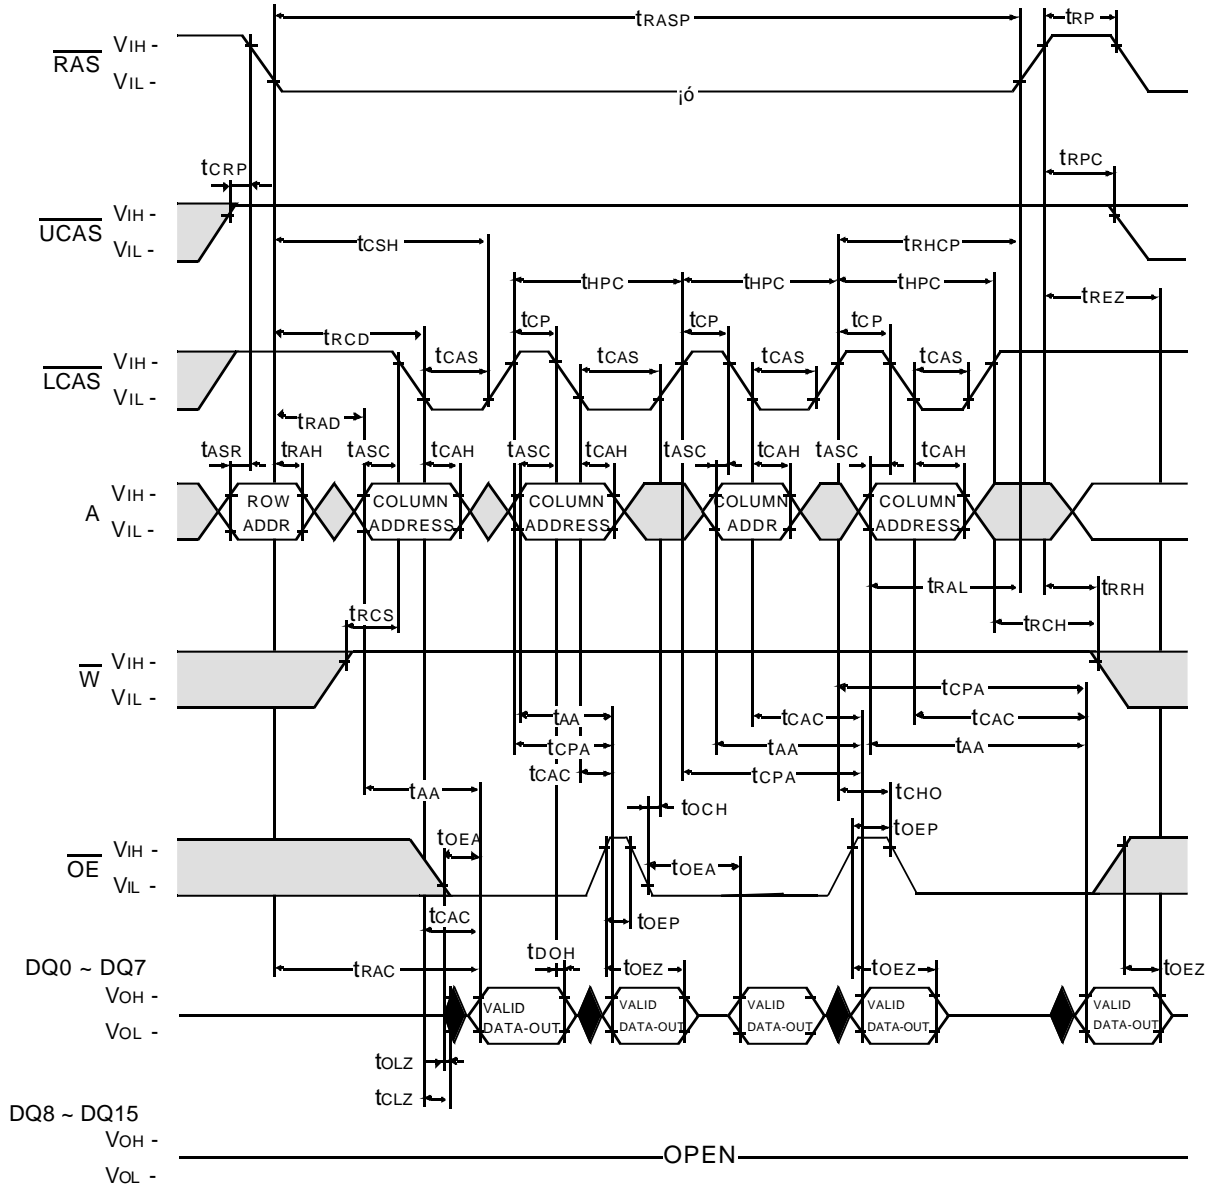 tRASP
tRP
RAS
VIH -
VIL -
¡ó
tCRP
tRPC
UCAS
VIH -
VIL -
tCSH
tRHCP
tHPC
tHPC
tHPC
tREZ
tRCD
tCP
tCP
tCP
LCAS
VIH -
VIL -
tCAS
tCAS
tCAS
tCAS
tRAD
tASR
tRAH
tASC
tCAH
tASC
tCAH
tASC
tCAH
tASC
tCAH
A
VIH -
VIL -
ROW
ADDR
COLUMN
ADDRESS
COLUMN
ADDRESS
COLUMN
ADDR
COLUMN
ADDRESS
tRAL
tRRH
tRCS
tRCH
W
VIH -
VIL -
tCPA
tAA
tCAC
tCAC
tCPA
tAA
tAA
tCAC
tCPA
tAA
tCHO
tOCH
tOEP
OE
VIH -
VIL -
tOEA
tOEA
tCAC
tOEP
tDOH
DQ0 ~ DQ7
tRAC
tOEZ
tOEZ
tOEZ
VOH -
VOL -
VALID
DATA-OUT
VALID
DATA-OUT
VALID
DATA-OUT
VALID
DATA-OUT
VALID
DATA-OUT
tOLZ
tCLZ
DQ8 ~ DQ15
VOH -
OPEN
VOL -